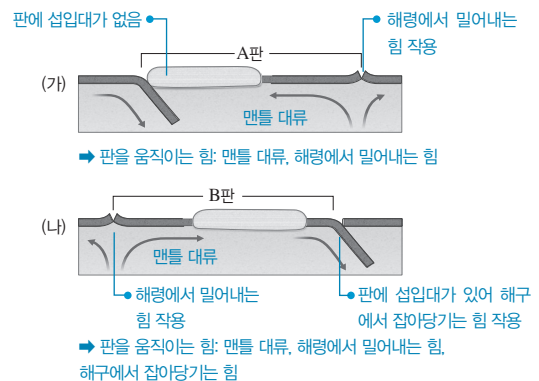 판에 섭입대가 없음
해령에서 밀어내는
힘 작용
A판
(가)
맨틀 대류
➡ 판을 움직이는 힘: 맨틀 대류, 해령에서 밀어내는 힘
B판
(나)
맨틀 대류
해령에서 밀어내는
힘 작용
판에 섭입대가 있어 해구
에서 잡아당기는 힘 작용
➡ 판을 움직이는 힘: 맨틀 대류, 해령에서 밀어내는 힘,
해구에서 잡아당기는 힘